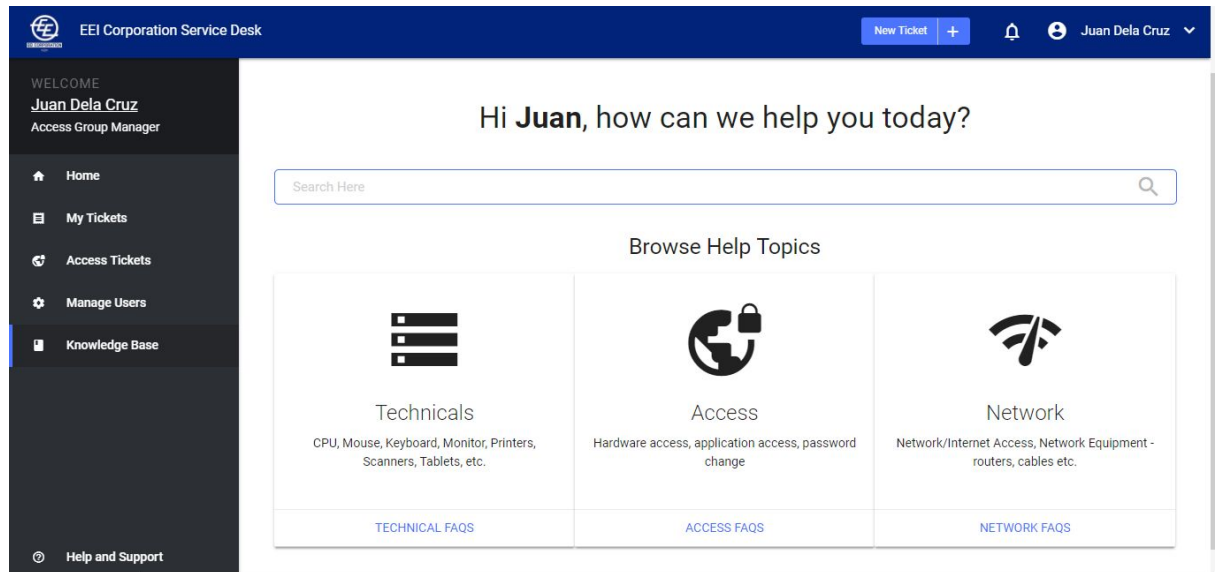 EEI Corporation Service Desk
New Ticket +
Juan Dela Cruz
WELCOME
Juan Dela Cruz
Access Group Manager
Home
My Tickets
Access Tickets
Manage Users
Knowledge Base
Help and Support
Hi Juan, how can we help you today?
Search Here
Browse Help Topics
Technicals
CPU, Mouse, Keyboard, Monitor, Printers,
Scanners, Tablets, etc.
TECHNICAL FAQS
Access
Hardware access, application access, password
change
ACCESS FAQS
Network
Network/Internet Access, Network Equipment -
routers, cables etc.
NETWORK FAQS